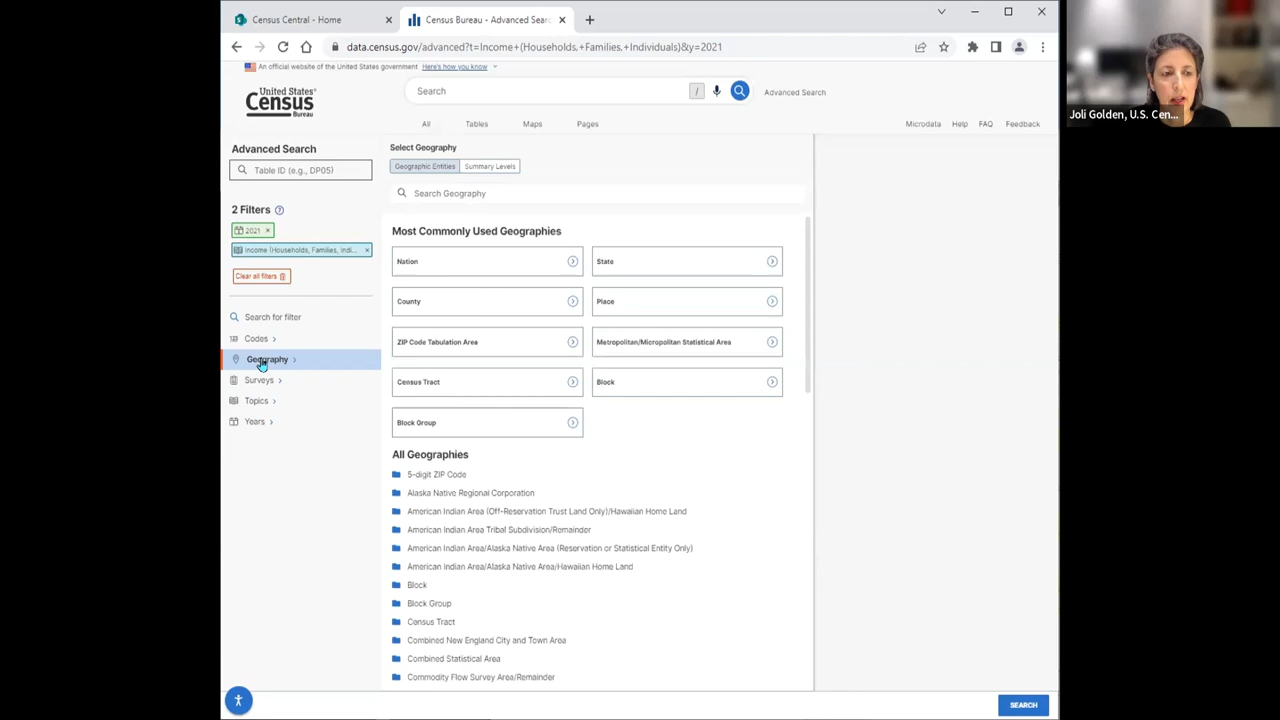 Census Central - Home
Census Bureau - Advanced Searc
data.census.gov/advanced?t=Income+(Households,+Families,+Individuals)&y=2021
An official website of the United States government Here's how you know
United States®
Census
Bureau
Search
/
Advanced Search
All
Tables
Maps
Pages
Microdata
Help
FAQ
Feedback
Joli Golden, U.S. Cen...
Advanced Search
Table ID (e.g., DP05)
2 Filters
2021
Income (Households, Families, Indi...
Clear all filters
Search for filter
Codes
Geography
Surveys
Topics
Years
Select Geography
Geographic Entities
Summary Levels
Search Geography
Most Commonly Used Geographies
Nation
State
County
Place
ZIP Code Tabulation Area
Metropolitan/Micropolitan Statistical Area
Census Tract
Block
Block Group
All Geographies
5-digit ZIP Code
Alaska Native Regional Corporation
American Indian Area (Off-Reservation Trust Land Only)/Hawaiian Home Land
American Indian Area Tribal Subdivision/Remainder
American Indian Area/Alaska Native Area (Reservation or Statistical Entity Only)
American Indian Area/Alaska Native Area/Hawaiian Home Land
Block
Block Group
Census Tract
Combined New England City and Town Area
Combined Statistical Area
Commodity Flow Survey Area/Remainder
SEARCH